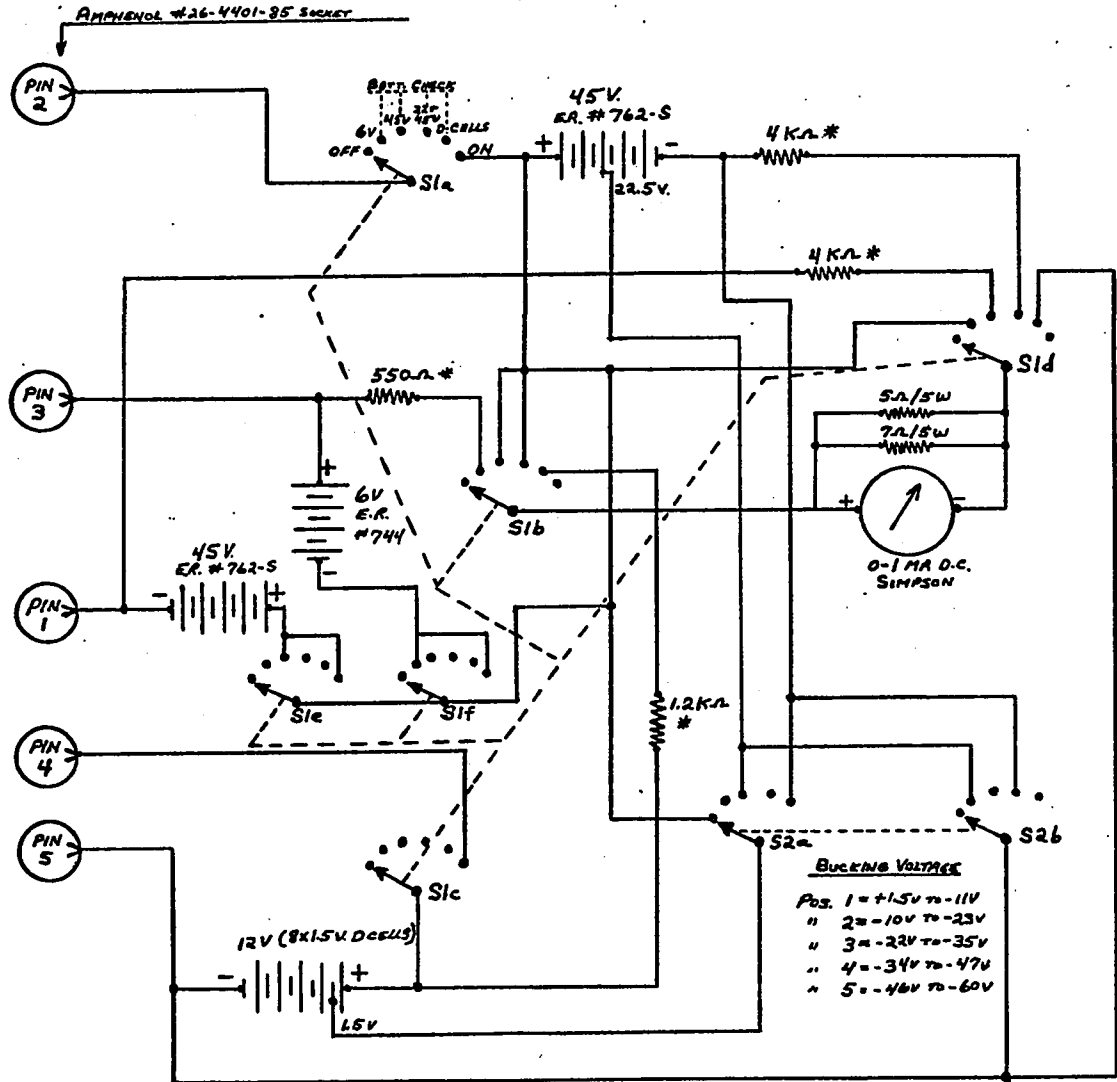 AMPHENOL #26-4401-85 SOCKET
PIN 2
BATT. CHECK
6V
45V
22½
45V
D.CELLS
OFF
ON
S1a
45V.
ER. #762-S
+
-
22.5V.
4KΩ *
4KΩ *
S1d
PIN 3
550Ω *
5Ω/5W
7Ω/5W
+
6V
E.R.
#744
-
S1b
+
-
0-1 MA D.C.
SIMPSON
45V.
ER. #762-S
PIN 1
-
+
S1e
S1f
1.2KΩ
*
PIN 4
PIN 5
S1c
S2a
S2b
BUCKING VOLTAGE
POS. 1 = +1.5V TO -11V
" 2 = -10V TO -23V
" 3 = -22V TO -35V
" 4 = -34V TO -47V
" 5 = -46V TO -60V
12V (8X1.5V. D CELLS)
-
+
1.5V